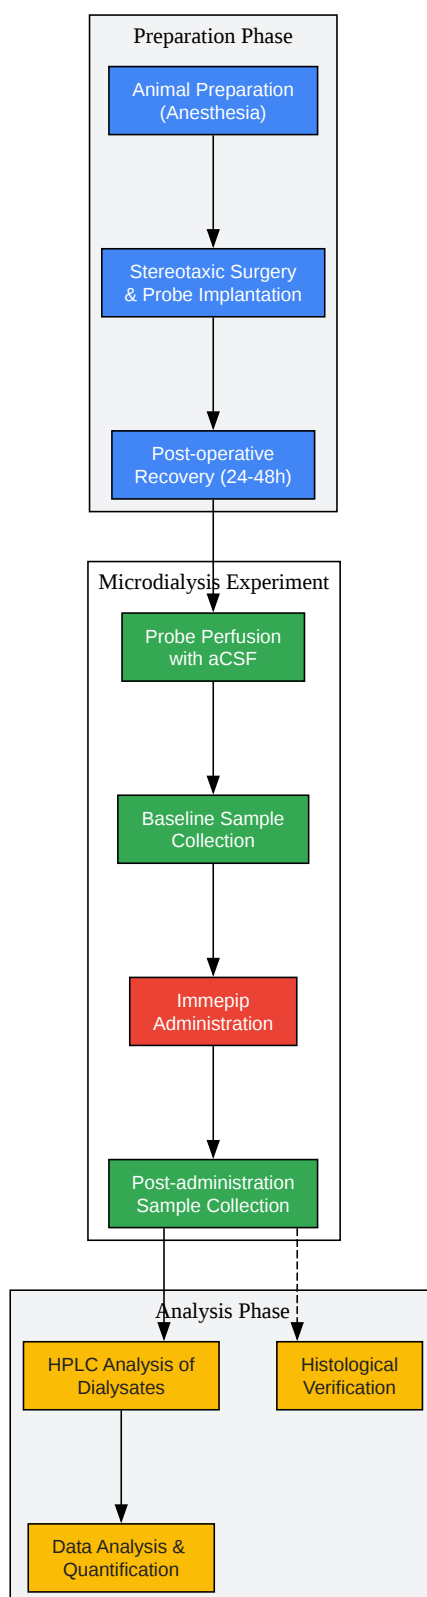 Preparation Phase
Animal Preparation
(Anesthesia)
Stereotaxic Surgery
& Probe Implantation
Post-operative
Recovery (24-48h)
Microdialysis Experiment
Probe Perfusion
with aCSF
Baseline Sample
Collection
Immepip
Administration
Post-administration
Sample Collection
Analysis Phase
HPLC Analysis of
Dialysates
Histological
Verification
Data Analysis &
Quantification